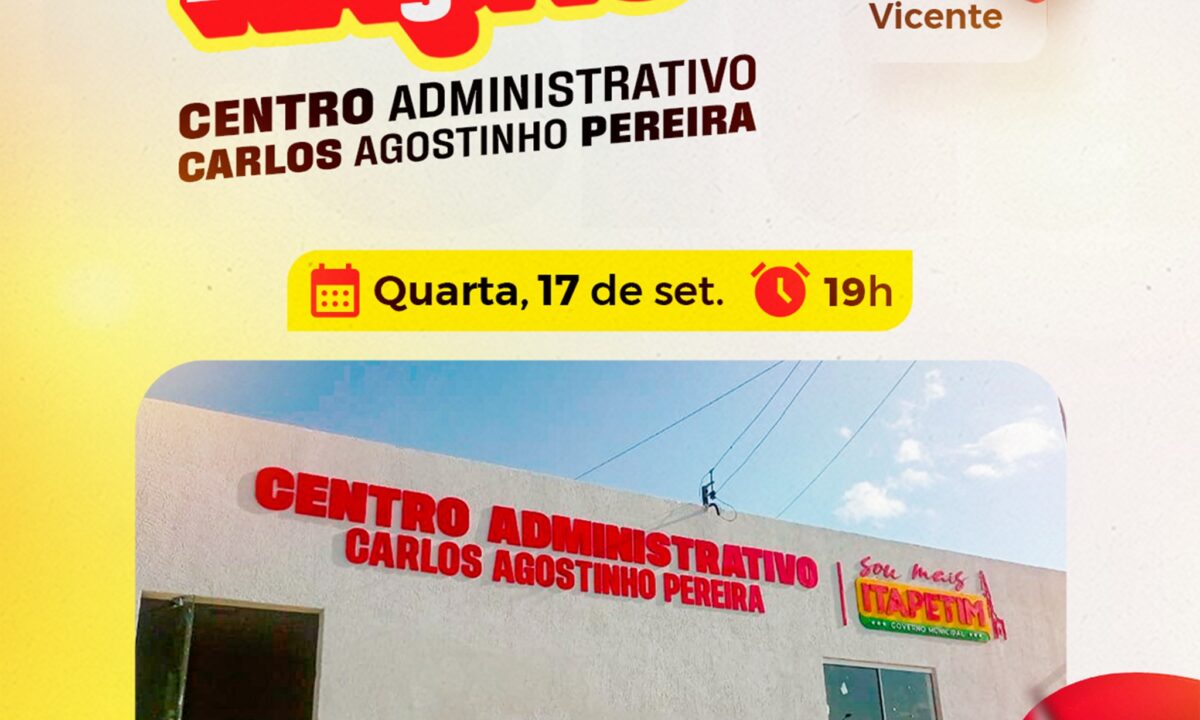 Vicente
CENTRO ADMINISTRATIVO
CARLOS AGOSTINHO PEREIRA
Quarta, 17 de set.
19h
CENTRO ADMINISTRATIVO
CARLOS AGOSTINHO PEREIRA
Sou mais
ITAPETIM
GOVERNO MUNICIPAL